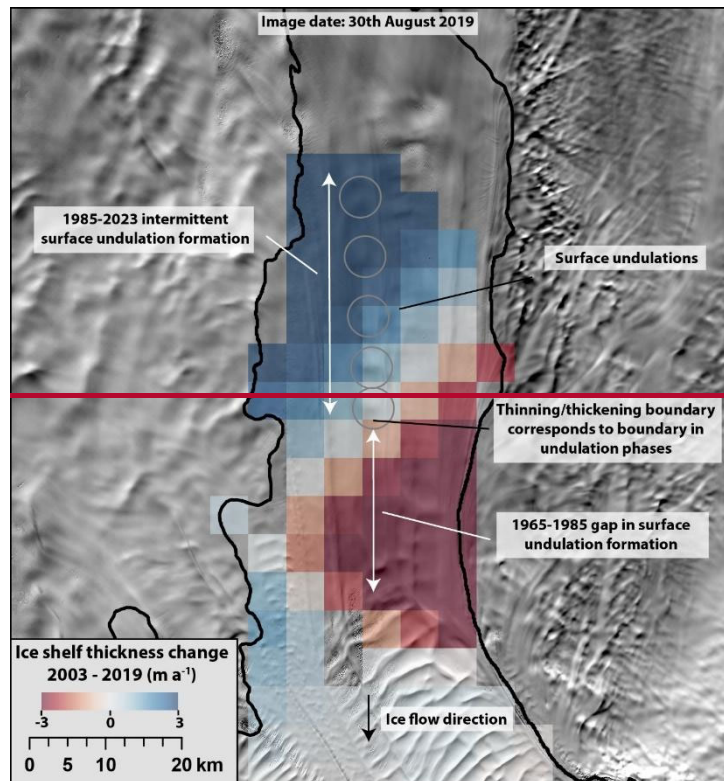 Image date: 30th August 2019
1985-2023 intermittent
surface undulation formation
Surface undulations
Thinning/thickening boundary
corresponds to boundary in
undulation phases
1965-1985 gap in surface
undulation formation
Ice shelf thickness change
2003 - 2019 (m a⁻¹)
-3 0 3
0 5 10 20 km
Ice flow direction